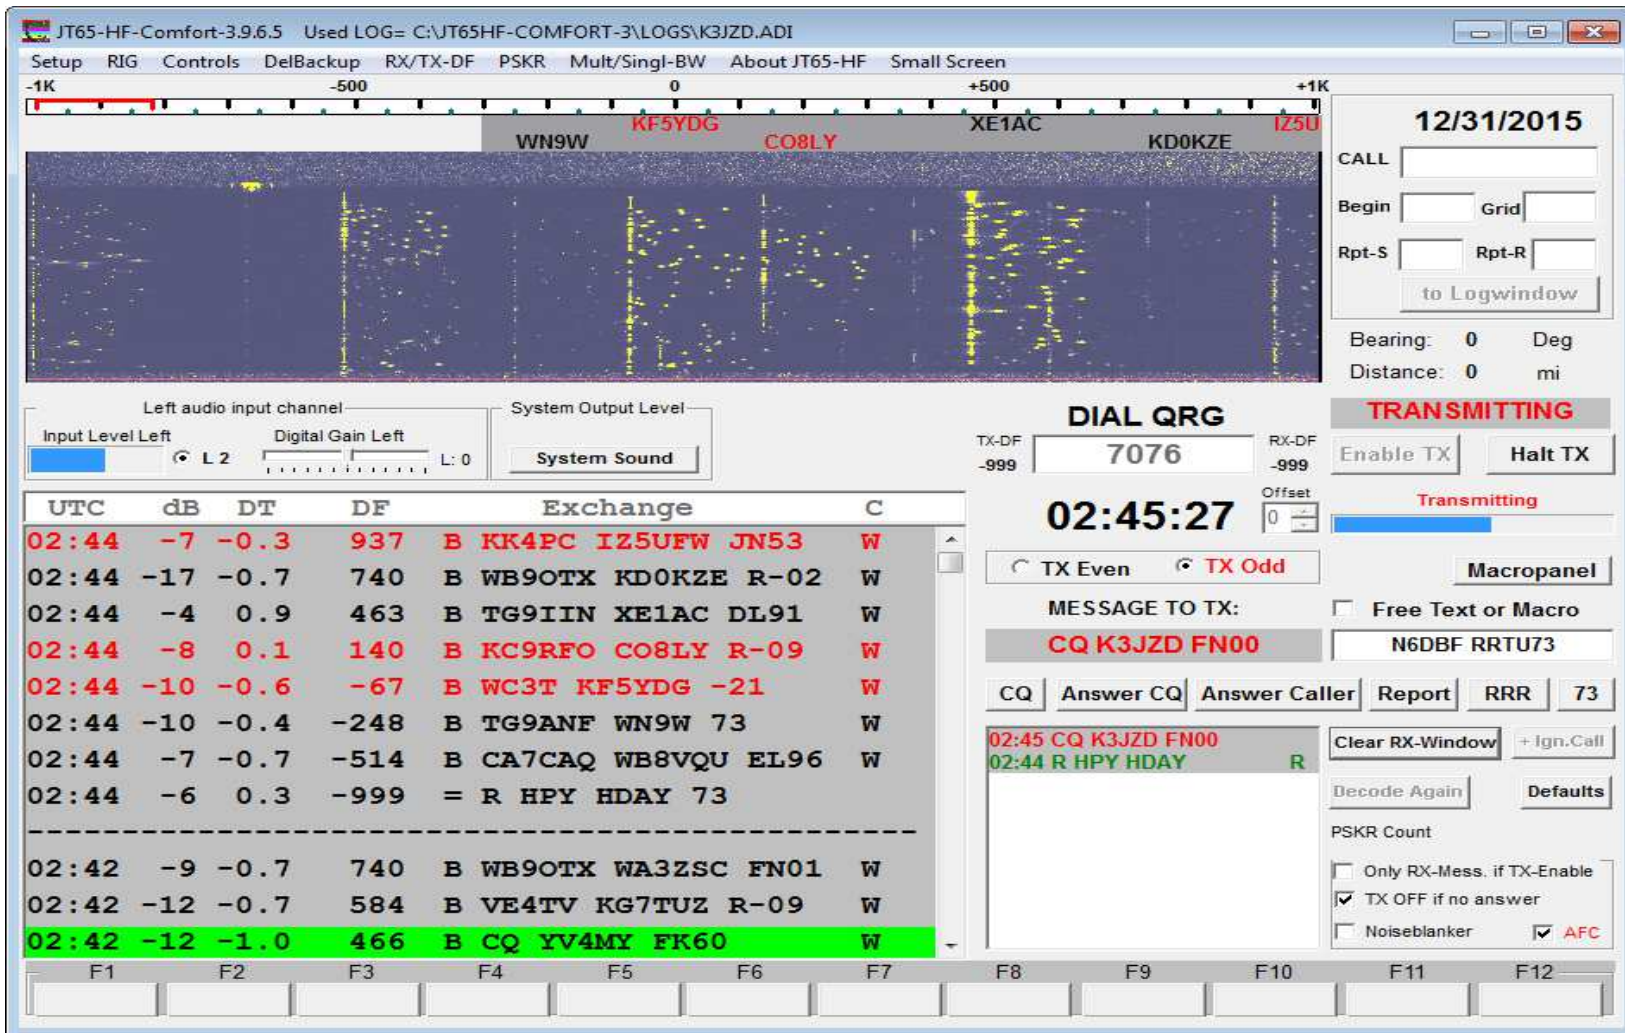 JT65-HF-Comfort-3.9.6.5 Used LOG= C:\JT65HF-COMFORT-3\LOGS\K3JZD.ADI
Setup RIG Controls DelBackup RX/TX-DF PSKR Mult/Singl-BW About JT65-HF Small Screen
-1K -500 0 +500 +1K
KF5YDG XE1AC IZ5U
WN9W CO8LY KD0KZE
12/31/2015
CALL
Begin Grid
Rpt-S Rpt-R
to Logwindow
Bearing: 0 Deg
Distance: 0 mi
Left audio input channel System Output Level
Input Level Left Digital Gain Left
L 2 L: 0 System Sound
DIAL QRG
TX-DF 7076 RX-DF
-999 -999
TRANSMITTING
Enable TX Halt TX
02:45:27 Offset
0
Transmitting
TX Even TX Odd
Macropanel
MESSAGE TO TX:
Free Text or Macro
CQ K3JZD FN00
N6DBF RRTU73
CQ Answer CQ Answer Caller Report RRR 73
UTC dB DT DF Exchange C
02:44 -7 -0.3 937 B KK4PC IZ5UFW JN53 W
02:44 -17 -0.7 740 B WB9OTX KD0KZE R-02 W
02:44 -4 0.9 463 B TG9IIN XE1AC DL91 W
02:44 -8 0.1 140 B KC9RFO CO8LY R-09 W
02:44 -10 -0.6 -67 B WC3T KF5YDG -21 W
02:44 -10 -0.4 -248 B TG9ANF WN9W 73 W
02:44 -7 -0.7 -514 B CA7CAQ WB8VQU EL96 W
02:44 -6 0.3 -999 = R HPY HDAY 73
------------------------------------------------
02:42 -9 -0.7 740 B WB9OTX WA3ZSC FN01 W
02:42 -12 -0.7 584 B VE4TV KG7TUZ R-09 W
02:42 -12 -1.0 466 B CQ YV4MY FK60 W
02:45 CQ K3JZD FN00
02:44 R HPY HDAY R
Clear RX-Window + Ign.Call
Decode Again Defaults
PSKR Count
Only RX-Mess. if TX-Enable
TX OFF if no answer
Noiseblanker AFC
F1 F2 F3 F4 F5 F6 F7 F8 F9 F10 F11 F12